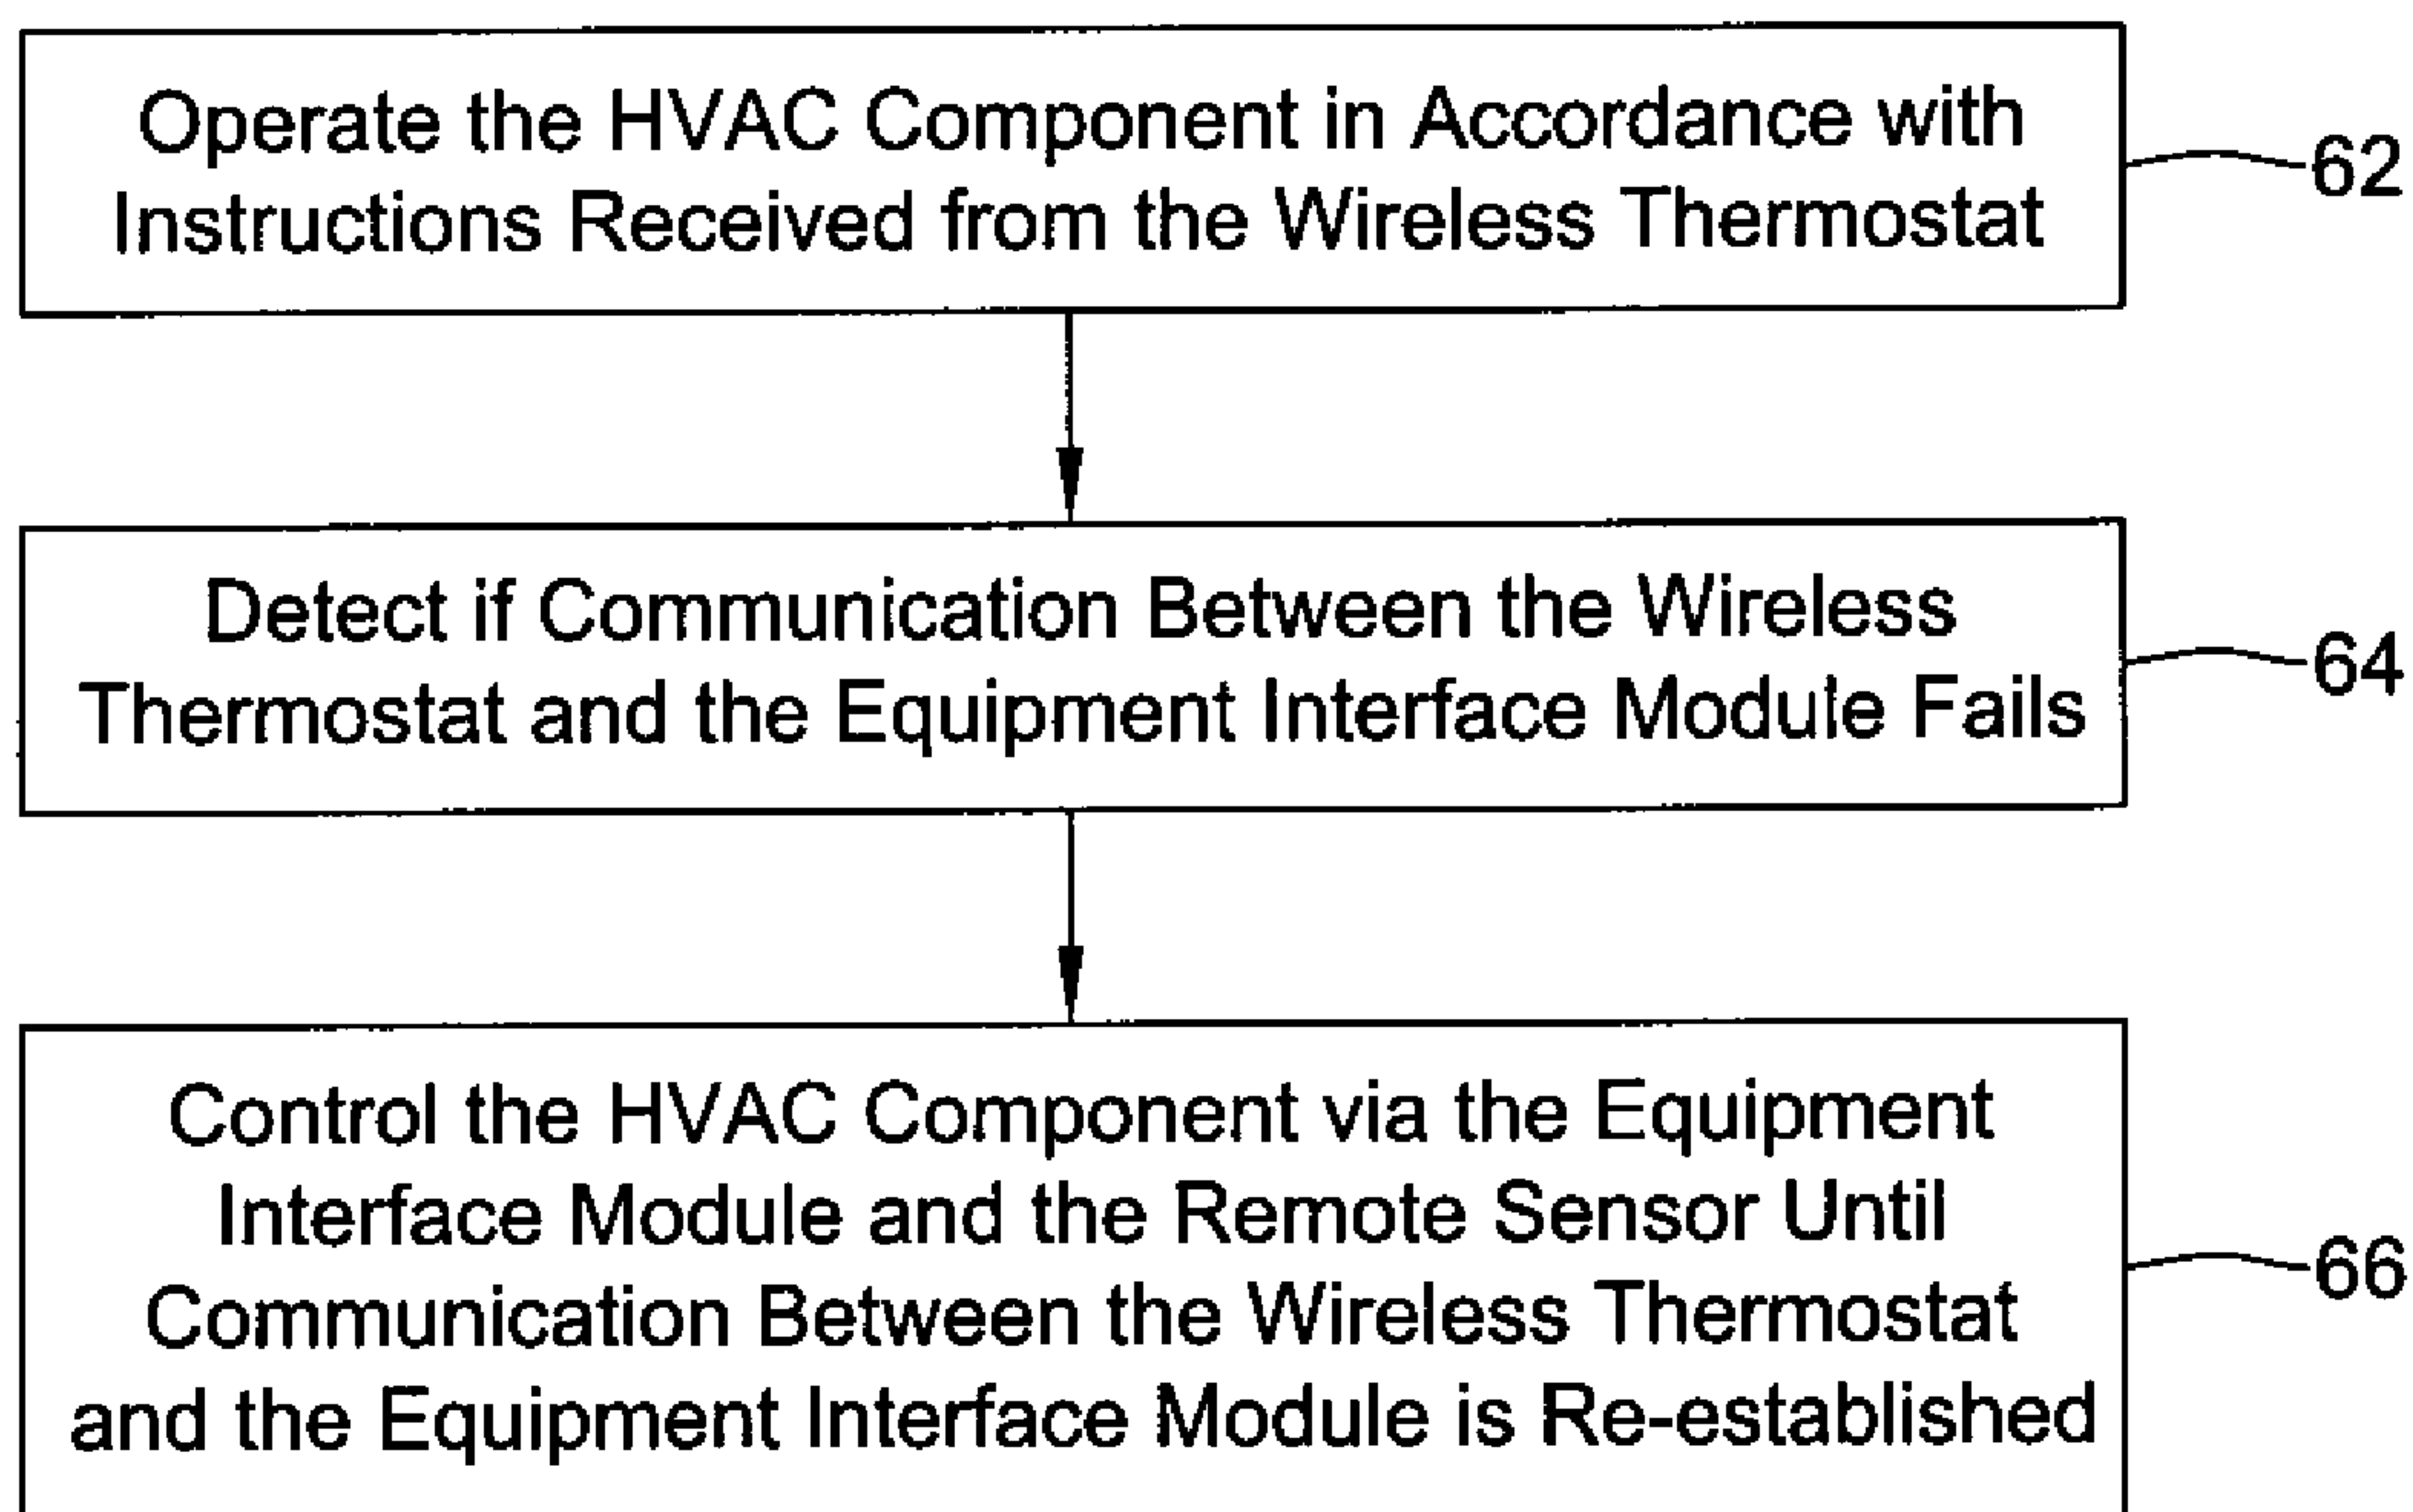 Operate the HVAC Component in Accordance with
Instructions Received from the Wireless Thermostat
62
Detect if Communication Between the Wireless
Thermostat and the Equipment Interface Module Fails
64
Control the HVAC Component via the Equipment
Interface Module and the Remote Sensor Until
Communication Between the Wireless Thermostat
and the Equipment Interface Module is Re-established
66